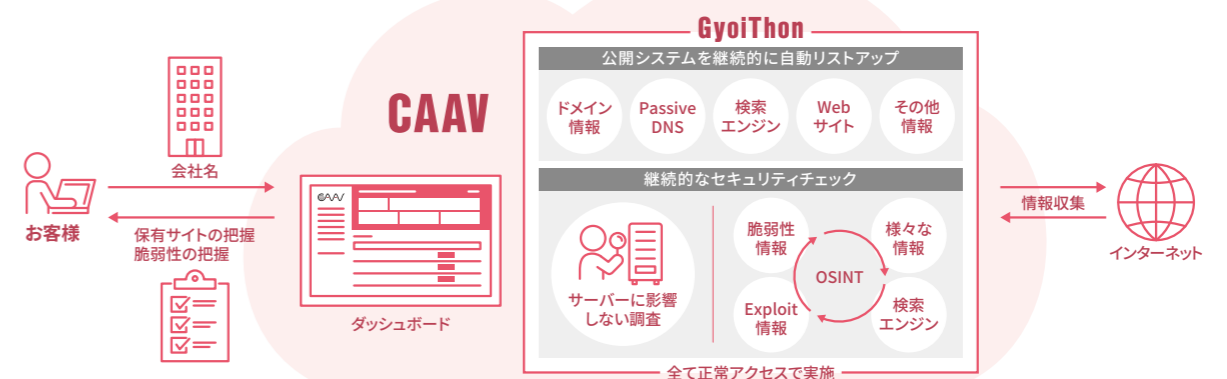 GyoiThon
公開システムを継続的に自動リストアップ
ドメイン
情報
Passive
DNS
検索
エンジン
Web
サイト
その他
情報
CAAV
会社名
お客様
保有サイトの把握
脆弱性の把握
CAAV
ダッシュボード
継続的なセキュリティチェック
サーバーに影響
しない調査
脆弱性
情報
様々な
情報
OSINT
Exploit
情報
検索
エンジン
全て正常アクセスで実施
情報収集
インターネット